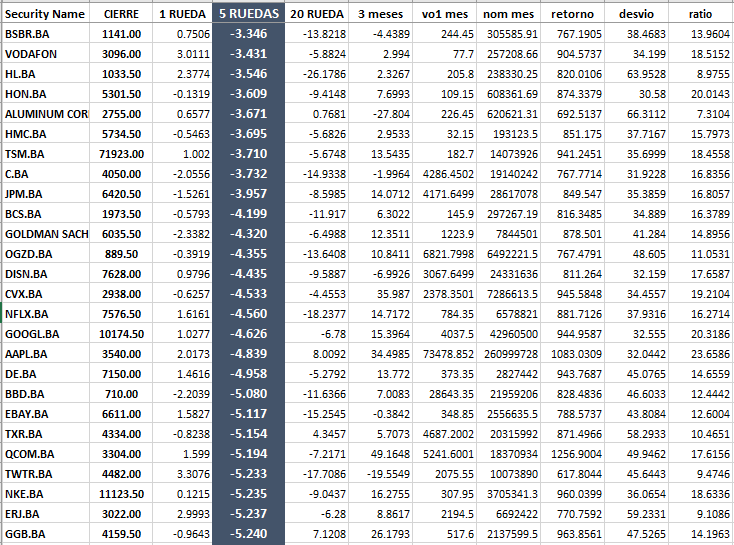 Security Name CIERRE 1 RUEDA 5 RUEDAS 20 RUEDA 3 meses vo1 mes nom mes retorno desvio ratio
BSBR.BA 1141.00 0.7506 -3.346 -13.8218 -4.4389 244.45 305585.91 767.1905 38.4683 13.9604
VODAFON 3096.00 3.0111 -3.431 -5.8824 2.994 77.7 257208.66 904.5737 34.199 18.5152
HL.BA 1033.50 2.3774 -3.546 -26.1786 2.3267 205.8 238330.25 820.0106 63.9528 8.9755
HON.BA 5301.50 -0.1319 -3.609 -9.4148 7.6993 109.15 608361.69 874.3379 30.58 20.0143
ALUMINUM COR 2755.00 0.6577 -3.671 0.7681 -27.804 226.45 620621.31 692.5137 66.3112 7.3104
HMC.BA 5734.50 -0.5463 -3.695 -5.6826 2.9533 32.15 193123.5 851.175 37.7167 15.7973
TSM.BA 71923.00 1.002 -3.710 -5.6748 13.5435 182.7 14073926 941.2451 35.6999 18.4558
C.BA 4050.00 -2.0556 -3.732 -14.9338 -1.9964 4286.4502 19140242 767.7714 31.9228 16.8356
JPM.BA 6420.50 -1.5261 -3.957 -8.5985 14.0712 4171.6499 28617078 849.547 35.3859 16.8057
BCS.BA 1973.50 -0.5793 -4.199 -11.917 6.3022 145.9 297267.19 816.3485 34.889 16.3789
GOLDMAN SACH 6035.50 -2.3382 -4.320 -6.4988 12.3511 1223.9 7844501 878.501 41.284 14.8956
OGZD.BA 889.50 -0.3919 -4.355 -13.6408 10.8411 6821.7998 6492221.5 767.4791 48.605 11.0531
DISN.BA 7628.00 0.9796 -4.435 -9.5887 -6.9926 3067.6499 24331636 811.264 32.159 17.6587
CVX.BA 2938.00 -0.6257 -4.533 -4.4553 35.987 2378.3501 7286613.5 945.5848 34.4557 19.2104
NFLX.BA 7576.50 1.6161 -4.560 -18.2377 14.7172 784.35 6578821 881.7126 37.9316 16.2714
GOOGL.BA 10174.50 1.0277 -4.626 -6.78 15.3964 4037.5 42960500 944.9587 32.555 20.3186
AAPL.BA 3540.00 2.0173 -4.839 8.0092 34.4985 73478.852 260999728 1083.0309 32.0442 23.6586
DE.BA 7150.00 1.4616 -4.958 -5.2792 13.772 373.35 2827442 943.7687 45.0765 14.6559
BBD.BA 710.00 -2.2039 -5.080 -11.6366 7.0083 28643.35 21959206 828.4836 46.6033 12.4442
EBAY.BA 6611.00 1.5827 -5.117 -15.2545 -0.3842 348.85 2556635.5 788.5737 43.8084 12.6004
TXR.BA 4334.00 -0.8238 -5.154 4.3457 5.7073 4687.2002 20315992 871.4966 58.2933 10.4651
QCOM.BA 3304.00 1.599 -5.194 -7.2171 49.1648 5241.6001 18370934 1256.9004 49.9462 17.6156
TWTR.BA 4482.00 3.3076 -5.233 -17.7086 -19.5549 2075.55 10073890 617.8044 45.6443 9.4746
NKE.BA 11123.50 0.1215 -5.235 -9.0437 16.2755 307.95 3705341.3 960.0399 36.0654 18.6336
ERJ.BA 3022.00 2.9993 -5.237 -6.28 8.8617 2194.5 6692422 770.7592 59.2331 9.1086
GGB.BA 4159.50 -0.9643 -5.240 7.1208 26.1793 517.6 2137599.5 963.8561 47.5265 14.1963